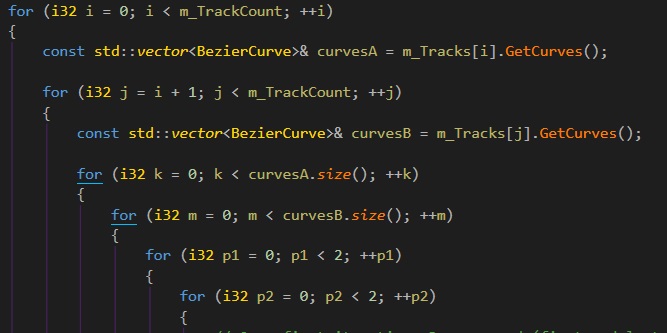 for (i32 i = 0; i < m_TrackCount; ++i)
{
const std::vector<BezierCurve>& curvesA = m_Tracks[i].GetCurves();
for (i32 j = i + 1; j < m_TrackCount; ++j)
{
const std::vector<BezierCurve>& curvesB = m_Tracks[j].GetCurves();
for (i32 k = 0; k < curvesA.size(); ++k)
{
for (i32 m = 0; m < curvesB.size(); ++m)
{
for (i32 p1 = 0; p1 < 2; ++p1)
{
for (i32 p2 = 0; p2 < 2; ++p2)
{